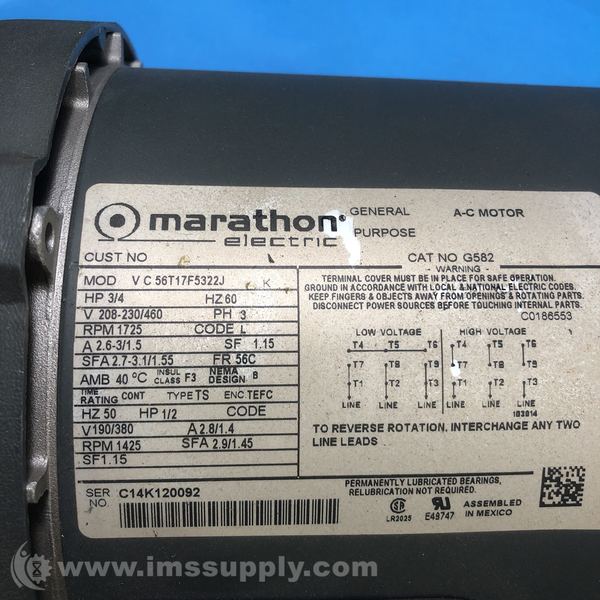 marathon®
electric
GENERAL
PURPOSE
A-C MOTOR
CUST NO
CAT NO G582
MOD V C 56T17F5322J K
HP 3/4 HZ 60
V 208-230/460 PH 3
RPM 1725 CODE L
A 2.6-3/1.5 SF 1.15
SFA 2.7-3.1/1.55 FR 56C
AMB 40 °C INSUL CLASS F3 NEMA DESIGN B
TIME RATING CONT TYPE TS ENC TEFC
HZ 50 HP 1/2 CODE
V190/380 A 2.8/1.4
RPM 1425 SFA 2.9/1.45
SF1.15
SER NO. C14K120092
- WARNING -
TERMINAL COVER MUST BE IN PLACE FOR SAFE OPERATION.
GROUND IN ACCORDANCE WITH LOCAL & NATIONAL ELECTRIC CODES.
KEEP FINGERS & OBJECTS AWAY FROM OPENINGS & ROTATING PARTS.
DISCONNECT POWER SOURCES BEFORE TOUCHING INTERNAL PARTS.
C0186553
LOW VOLTAGE HIGH VOLTAGE
T4 T5 T6 T4 T5 T6
T7 T8 T9 T7 T8 T9
T1 T2 T3 T1 T2 T3
LINE LINE LINE LINE LINE LINE
183814
TO REVERSE ROTATION, INTERCHANGE ANY TWO
LINE LEADS.
PERMANENTLY LUBRICATED BEARINGS,
RELUBRICATION NOT REQUIRED.
LR2025
E49747
ASSEMBLED
IN MEXICO
www.imssupply.com